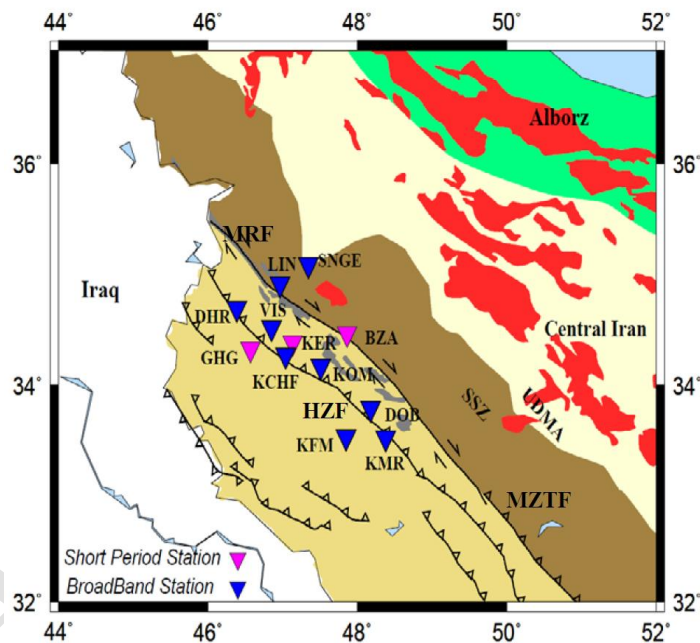 44 46 48 50 52
Alborz
36° 36°
MRF
LIN SNGE
Iraq
DHR VIS
KER BZA
Central Iran
GHG
KCHF KOM
34° 34°
SSZ
UDMA
HZF DOB
KFM KMR
MZTF
Short Period Station
BroadBand Station
32° 32°
44 46 48 50 52